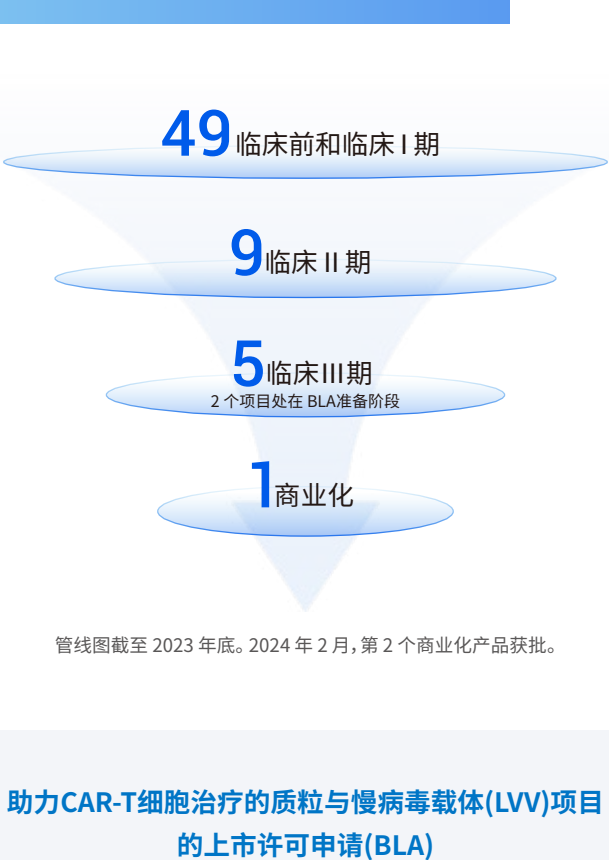 49 临床前和临床 I 期
9 临床 II 期
5 临床III期
2 个项目处在 BLA准备阶段
1 商业化
管线图截至 2023 年底。2024 年 2 月，第 2 个商业化产品获批。
助力CAR-T细胞治疗的质粒与慢病毒载体(LVV)项目
的上市许可申请(BLA)